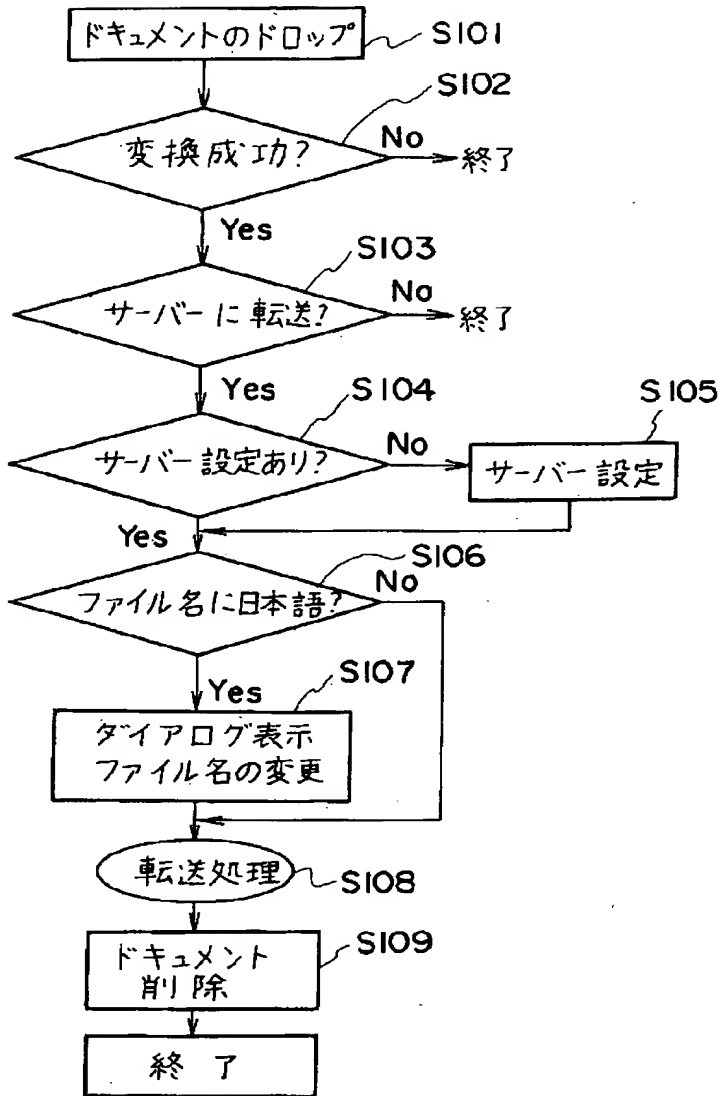 ドキュメントのドロップ
S101
S102
変換成功?
No
終了
Yes
S103
サーバーに転送?
No
終了
Yes
S104
サーバー設定あり?
No
S105
サーバー設定
Yes
S106
ファイル名に日本語?
No
Yes
S107
ダイアログ表示
ファイル名の変更
転送処理
S108
ドキュメント
削除
S109
終了